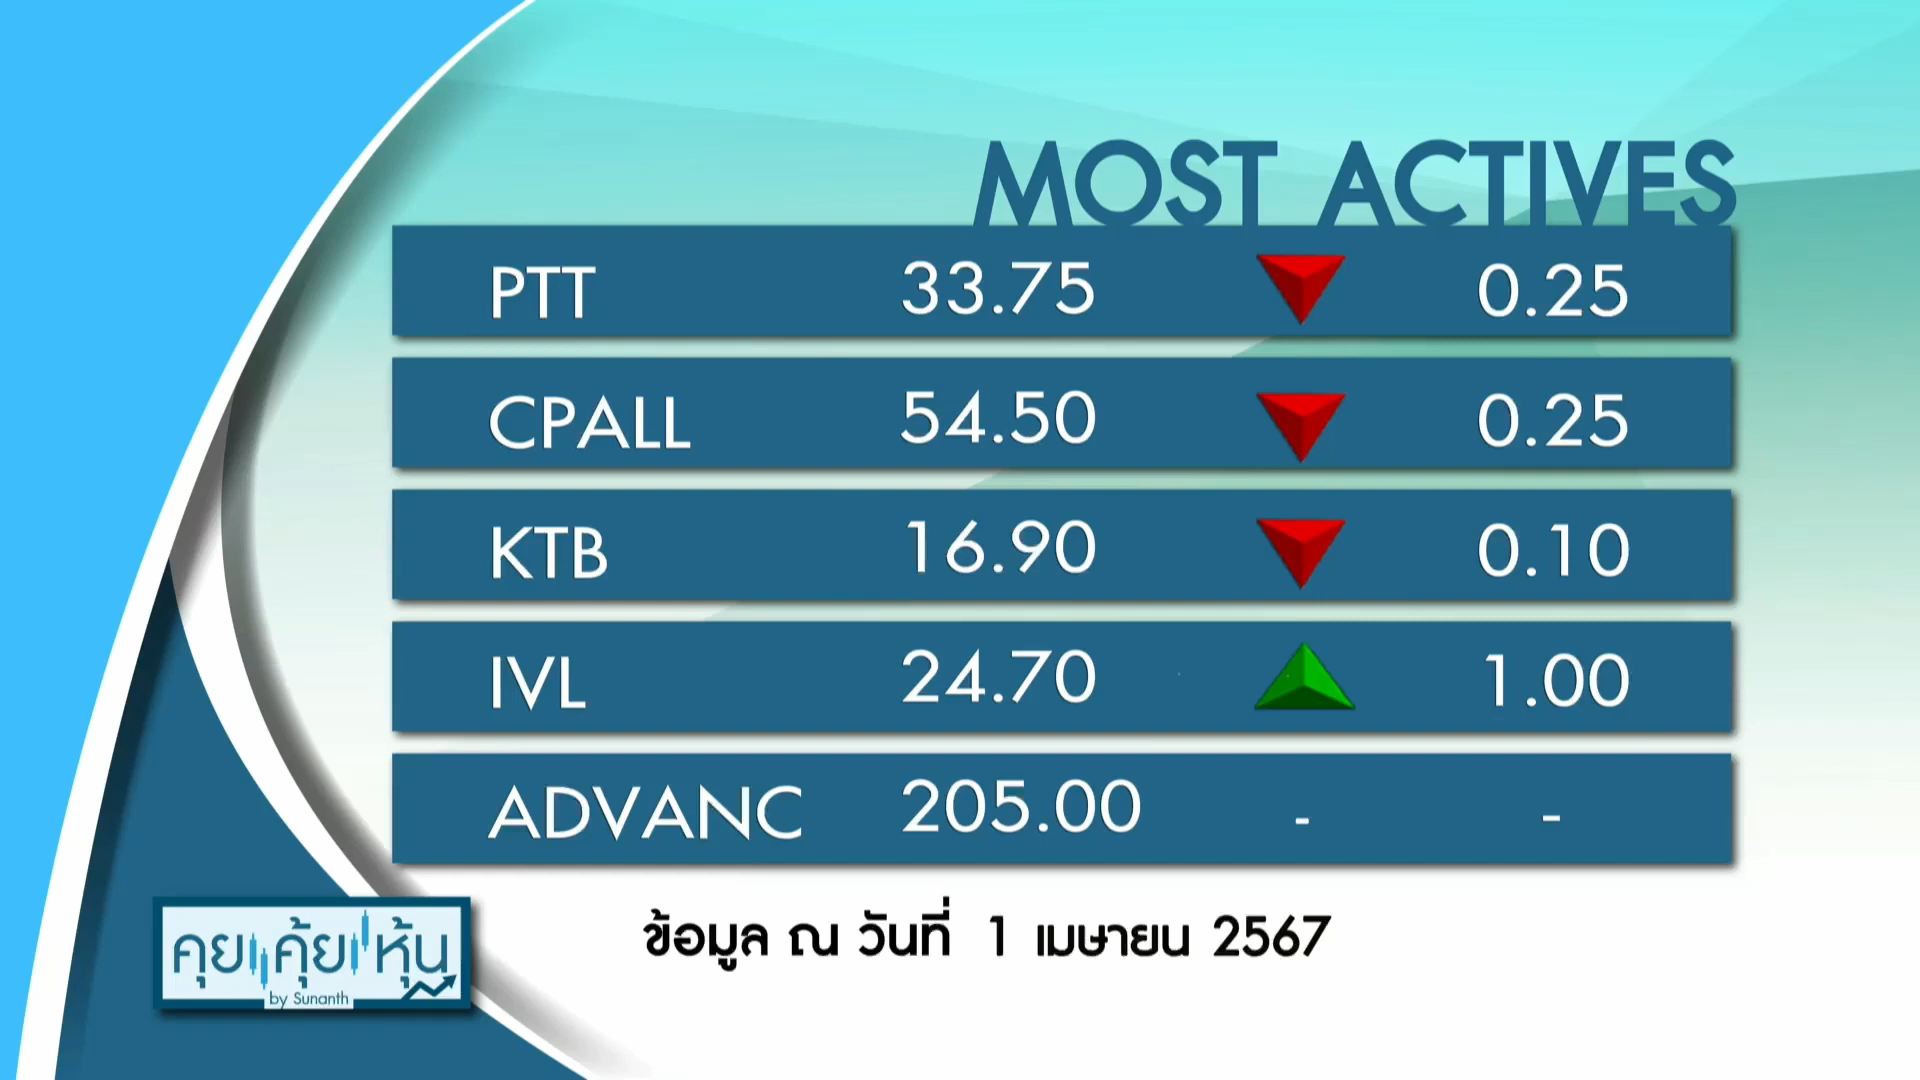 MOST ACTIVES
PTT 33.75 0.25
CPALL 54.50 0.25
KTB 16.90 0.10
IVL 24.70 1.00
ADVANC 205.00 - -
ข้อมูล ณ วันที่ 1 เมษายน 2567
คุย คุ้ย หุ้น
by Sunanth